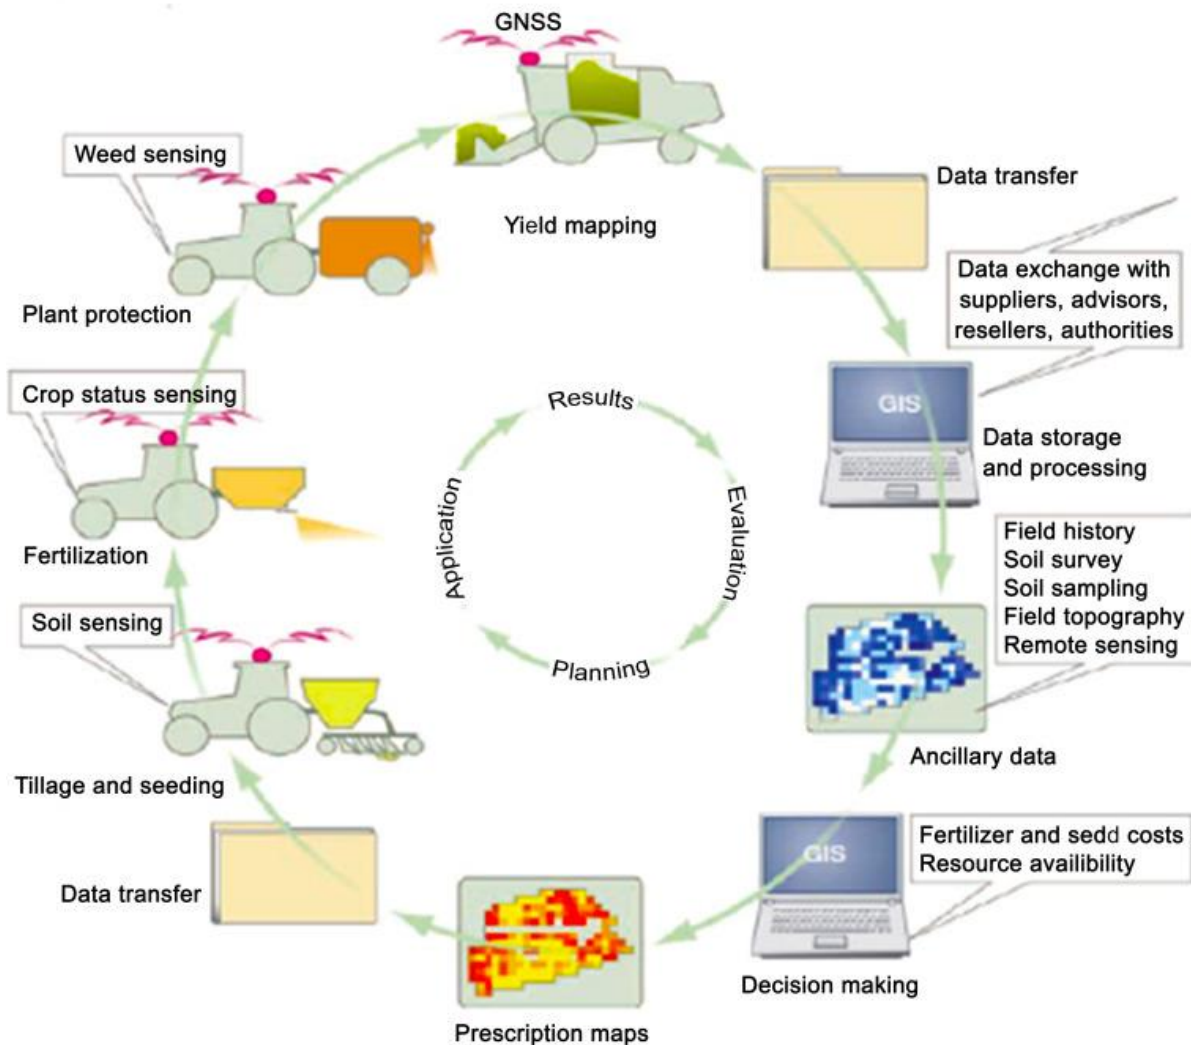 GNSS
Weed sensing
Yield mapping
Data transfer
Plant protection
Data exchange with
suppliers, advisors,
resellers, authorities
Crop status sensing
GIS
Data storage
and processing
Results
Evaluation
Planning
Application
Fertilization
Field history
Soil survey
Soil sampling
Field topography
Remote sensing
Soil sensing
Ancillary data
Tillage and seeding
Fertilizer and sedd costs
Resource availibility
GIS
Data transfer
Decision making
Prescription maps